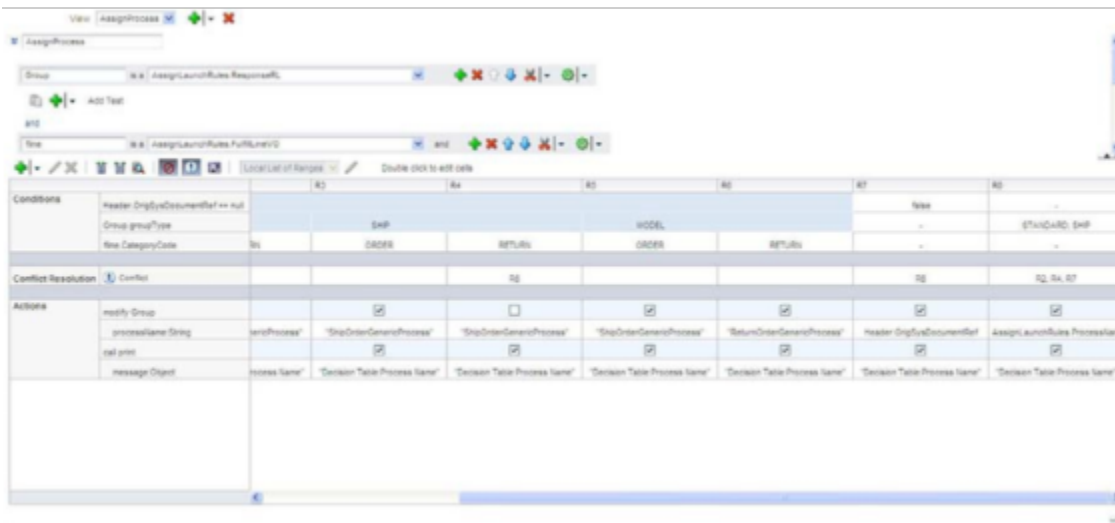 View AssignProcess
AssignProcess
Group is a AssignLaunchRules.ResponseRL
Add Test
and
fline is a AssignLaunchRules.FulfillLineVO and
Local List of Ranges Double click to edit cells
R3 R4 R5 R6 R7 R8
Conditions
Header.OrigSysDocumentRef == null false -
Group.groupType SHIP MODEL - STANDARD, SHIP
fline.CategoryCode RN ORDER RETURN ORDER RETURN - -
Conflict Resolution Conflict R8 R8 R2, R4, R7
Actions
modify Group
processName:String "ShipOrderGenericProcess" "ShipOrderGenericProcess" "ShipOrderGenericProcess" "ReturnOrderGenericProcess" Header.OrigSysDocumentRef
call print
message:Object "Decision Table:Process Name" "Decision Table:Process Name" "Decision Table:Process Name" "Decision Table:Process Name" "Decision Table:Process Name" "Decision Table:Process Name"